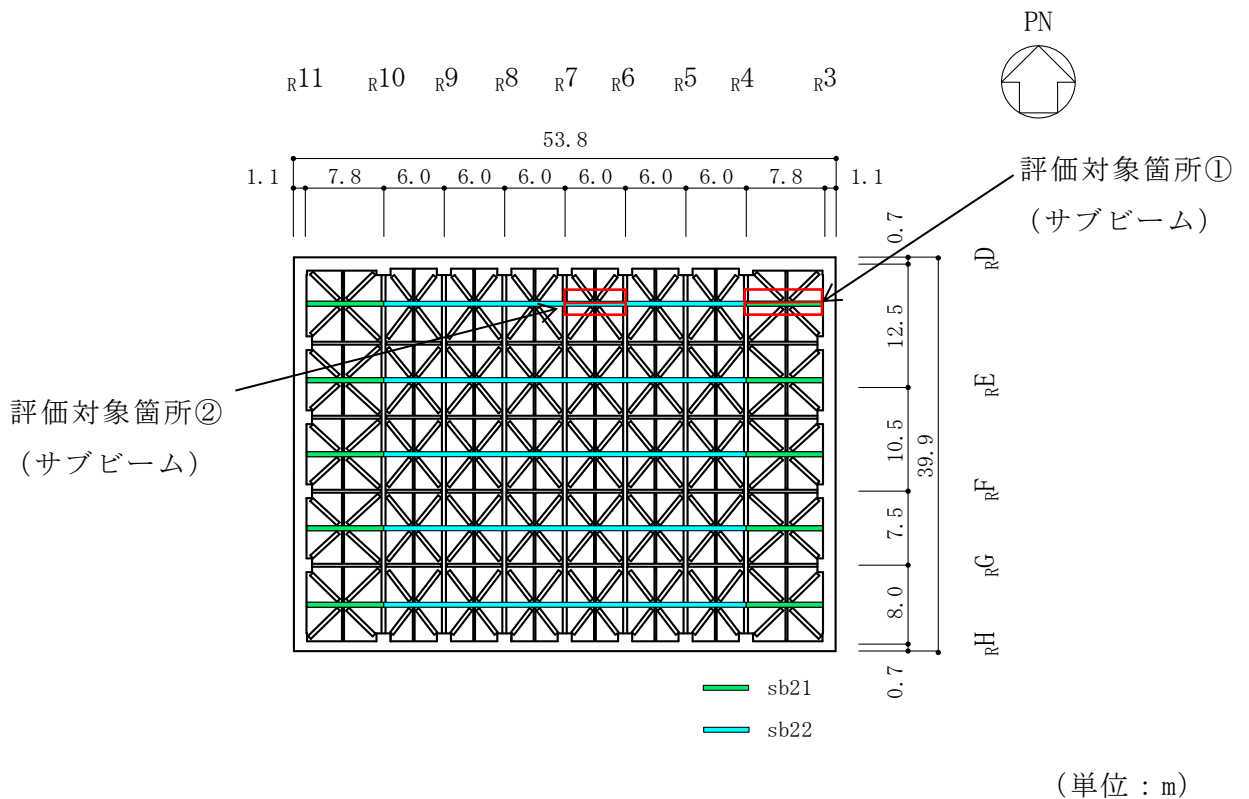 PN
R11 R10 R9 R8 R7 R6 R5 R4 R3
53.8
1.1 7.8 6.0 6.0 6.0 6.0 6.0 6.0 7.8 1.1
評価対象箇所①
(サブビーム)
0.7
RD
12.5
RE
10.5
39.9
RF
7.5
RG
8.0
RH
0.7
評価対象箇所②
(サブビーム)
sb21
sb22
(単位:m)